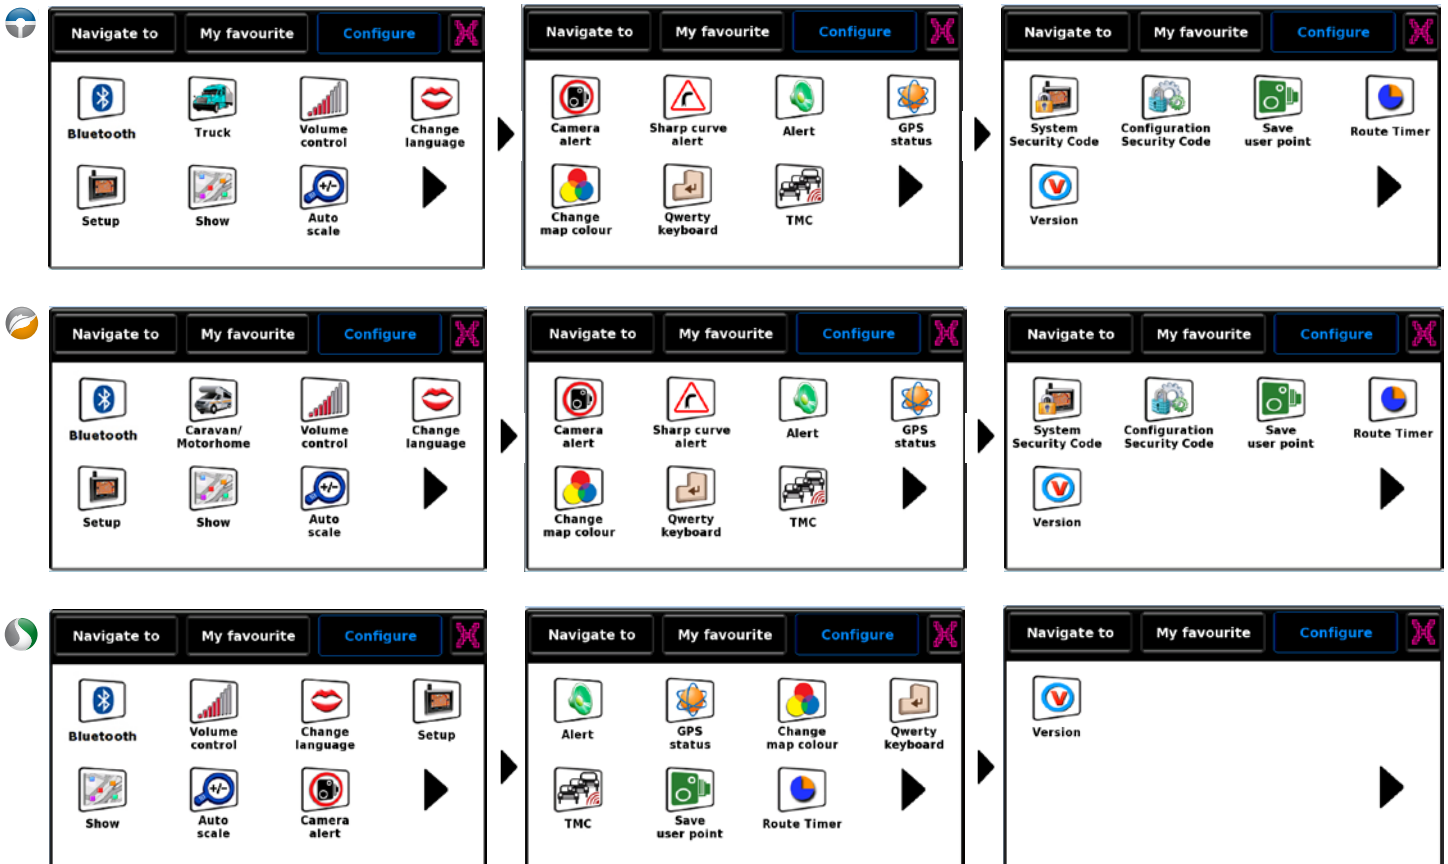 Navigate to My favourite Configure
Bluetooth Truck Volume control Change language
Setup Show Auto scale +/-
Navigate to My favourite Configure
Camera alert Sharp curve alert Alert GPS status
Change map colour Qwerty keyboard TMC
Navigate to My favourite Configure
System Security Code Configuration Security Code Save user point Route Timer
V Version
Navigate to My favourite Configure
Bluetooth Caravan/ Motorhome Volume control Change language
Setup Show Auto scale +/-
Navigate to My favourite Configure
Camera alert Sharp curve alert Alert GPS status
Change map colour Qwerty keyboard TMC
Navigate to My favourite Configure
System Security Code Configuration Security Code Save user point Route Timer
V Version
Navigate to My favourite Configure
Bluetooth Volume control Change language Setup
Show Auto scale +/- Camera alert
Navigate to My favourite Configure
Alert GPS status Change map colour Qwerty keyboard
TMC Save user point Route Timer
Navigate to My favourite Configure
V Version